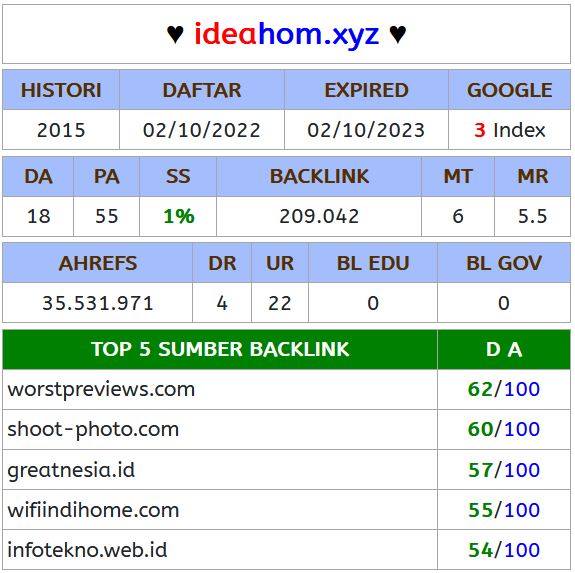 ♥ ideahom.xyz ♥
HISTORI DAFTAR EXPIRED GOOGLE
2015 02/10/2022 02/10/2023 3 Index
DA PA SS BACKLINK MT MR
18 55 1% 209.042 6 5.5
AHREFS DR UR BL EDU BL GOV
35.531.971 4 22 0 0
TOP 5 SUMBER BACKLINK D A
worstpreviews.com 62/100
shoot-photo.com 60/100
greatnesia.id 57/100
wifiindihome.com 55/100
infotekno.web.id 54/100